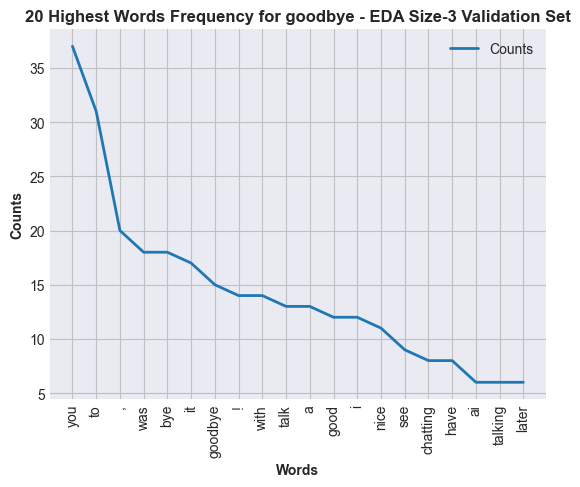 20 Highest Words Frequency for goodbye - EDA Size-3 Validation Set
Counts
35
30
25
20
15
10
5
Counts
you
to
,
was
bye
it
goodbye
!
with
talk
a
good
i
nice
see
chatting
have
ai
talking
later
Words